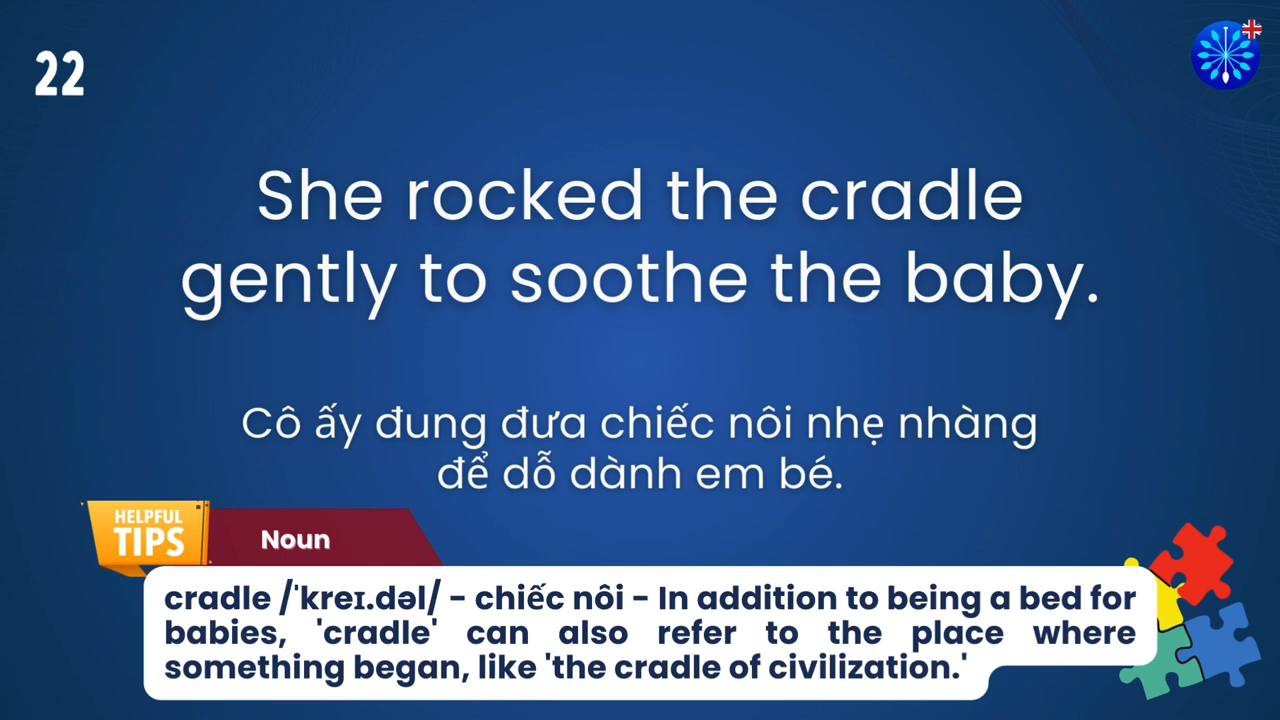 22
She rocked the cradle
gently to soothe the baby.
Cô ấy đung đưa chiếc nôi nhẹ nhàng
để dỗ dành em bé.
HELPFUL
TIPS
Noun
cradle /'kreɪ.dəl/ - chiếc nôi - In addition to being a bed for
babies, 'cradle' can also refer to the place where
something began, like 'the cradle of civilization.'